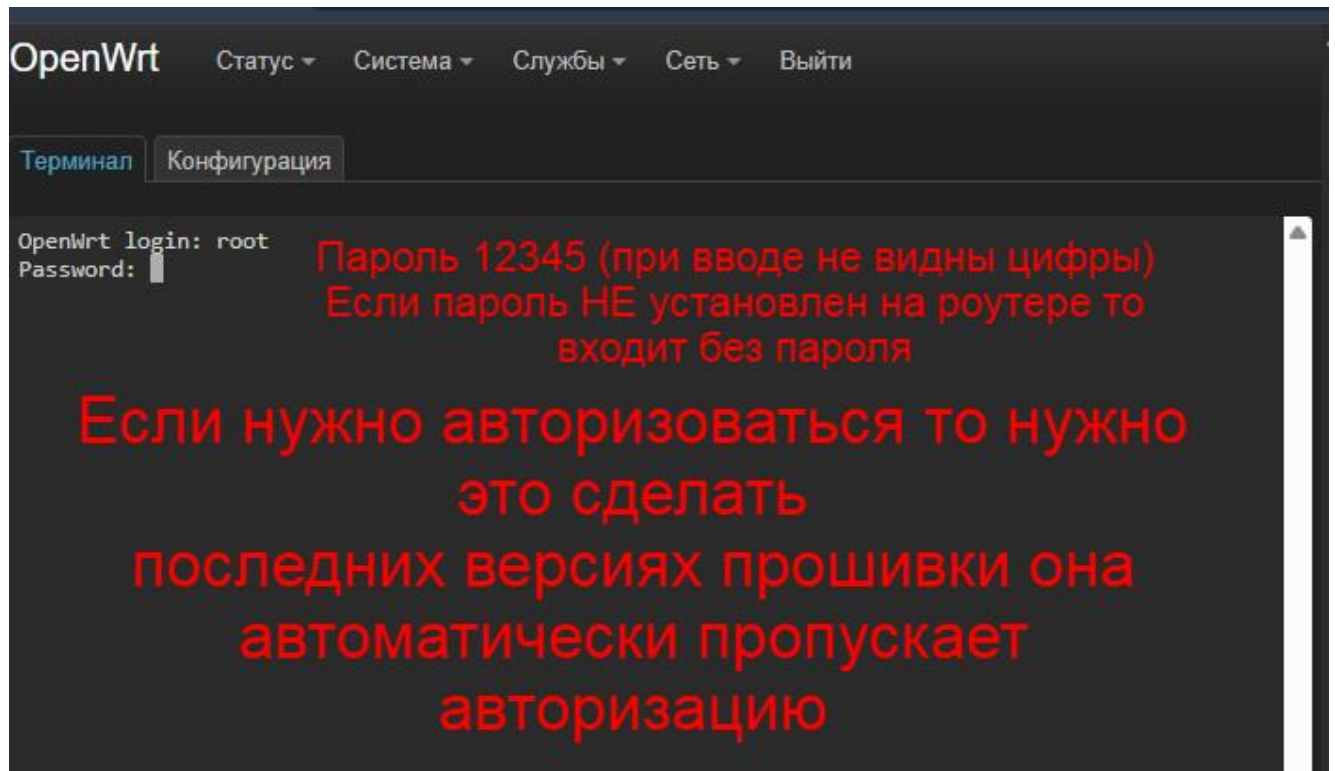 OpenWrt Статус Система Службы Сеть Выйти
Терминал Конфигурация
OpenWrt login: root
Password:
Пароль 12345 (при вводе не видны цифры)
Если пароль НЕ установлен на роутере то
входит без пароля
Если нужно авторизоваться то нужно
это сделать
последних версиях прошивки она
автоматически пропускает
авторизацию